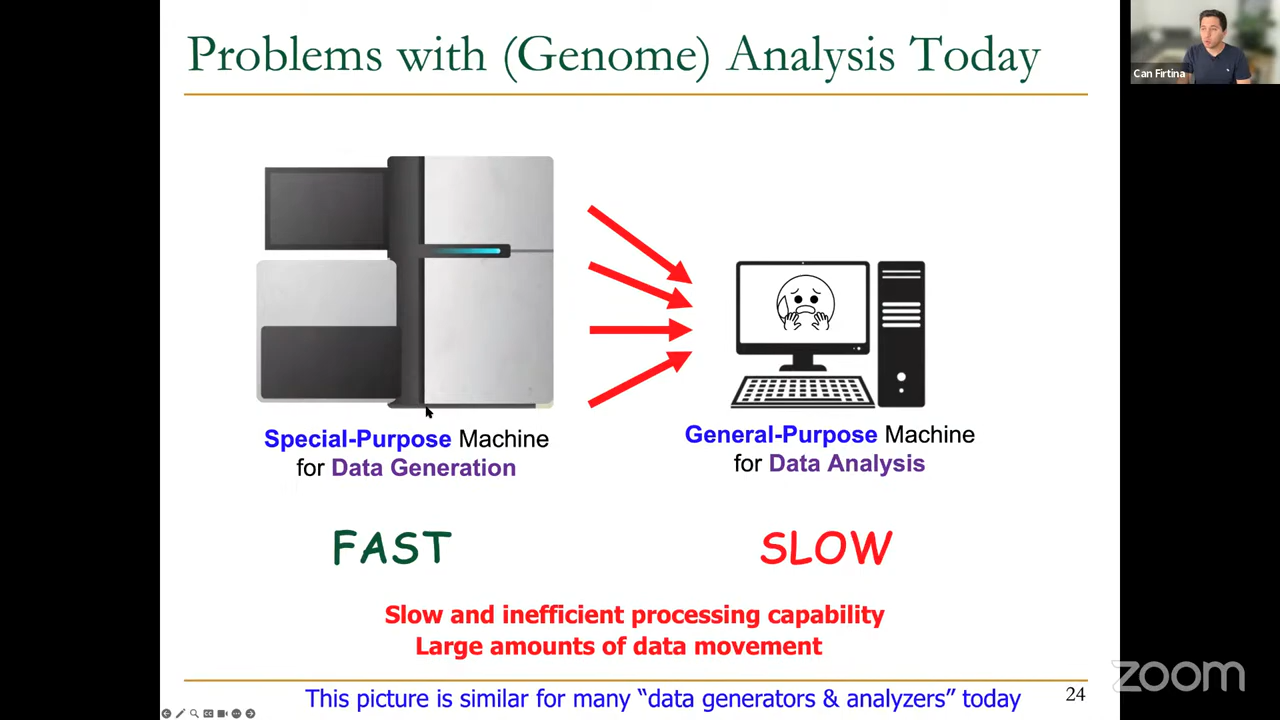 Problems with (Genome) Analysis Today
Can Firtina
Special-Purpose Machine
for Data Generation
General-Purpose Machine
for Data Analysis
FAST
SLOW
Slow and inefficient processing capability
Large amounts of data movement
This picture is similar for many “data generators & analyzers” today
24
zoom